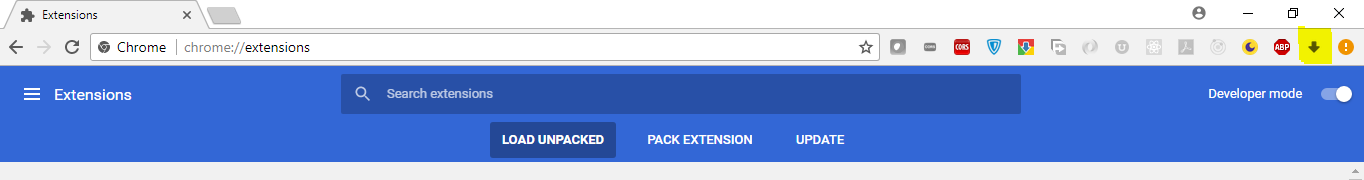 Extensions
Chrome chrome://extensions
CORS
ABP
Extensions
Search extensions
Developer mode
LOAD UNPACKED
PACK EXTENSION
UPDATE